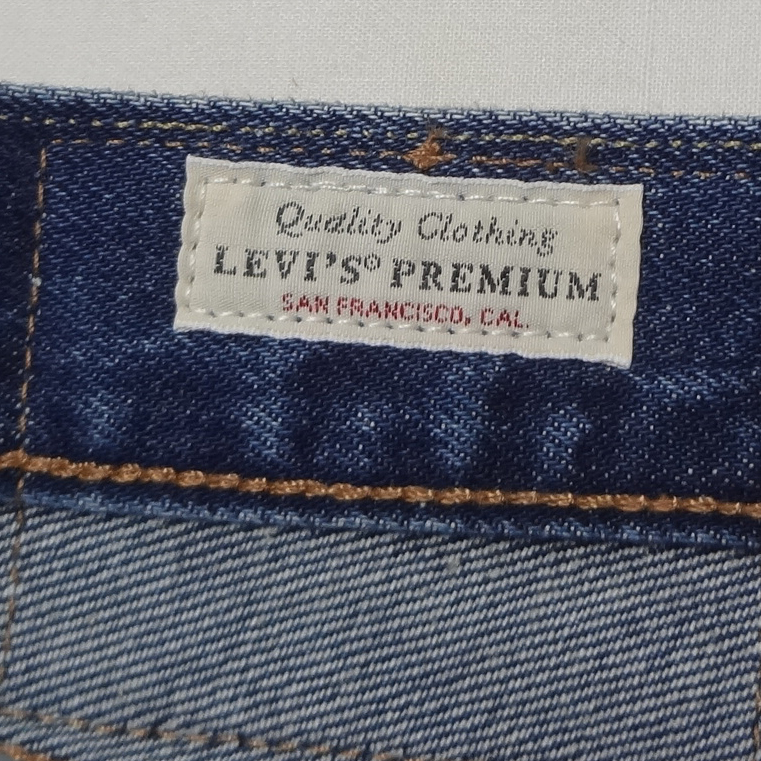 Quality Clothing
LEVI'S® PREMIUM
SAN FRANCISCO, CAL.